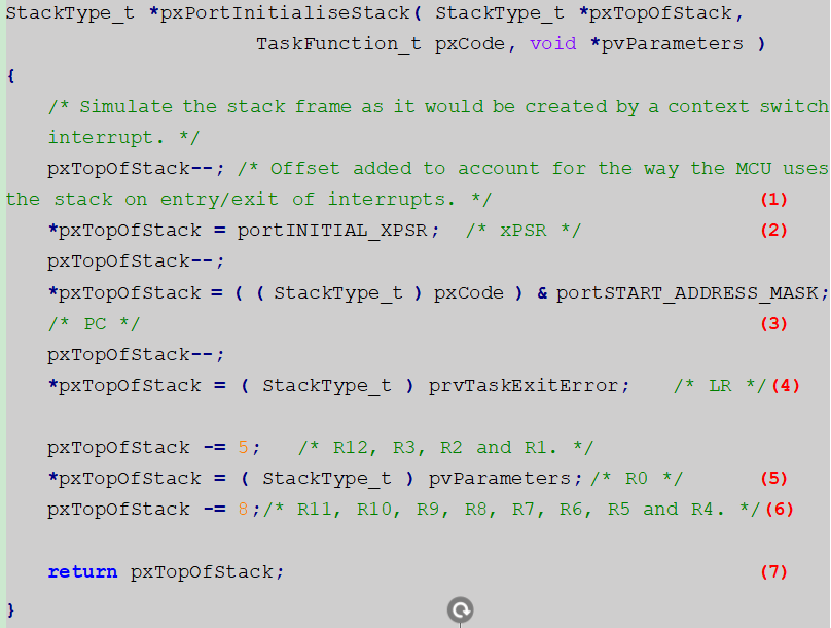 StackType_t *pxPortInitialiseStack( StackType_t *pxTopOfStack,
TaskFunction_t pxCode, void *pvParameters )
{
/* Simulate the stack frame as it would be created by a context switch
interrupt. */
pxTopOfStack--; /* Offset added to account for the way the MCU uses
the stack on entry/exit of interrupts. */ (1)
*pxTopOfStack = portINITIAL_XPSR; /* xPSR */ (2)
pxTopOfStack--;
*pxTopOfStack = ( ( StackType_t ) pxCode ) & portSTART_ADDRESS_MASK;
/* PC */ (3)
pxTopOfStack--;
*pxTopOfStack = ( StackType_t ) prvTaskExitError; /* LR */ (4)
pxTopOfStack -= 5; /* R12, R3, R2 and R1. */
*pxTopOfStack = ( StackType_t ) pvParameters; /* R0 */ (5)
pxTopOfStack -= 8;/* R11, R10, R9, R8, R7, R6, R5 and R4. */ (6)
return pxTopOfStack; (7)
}